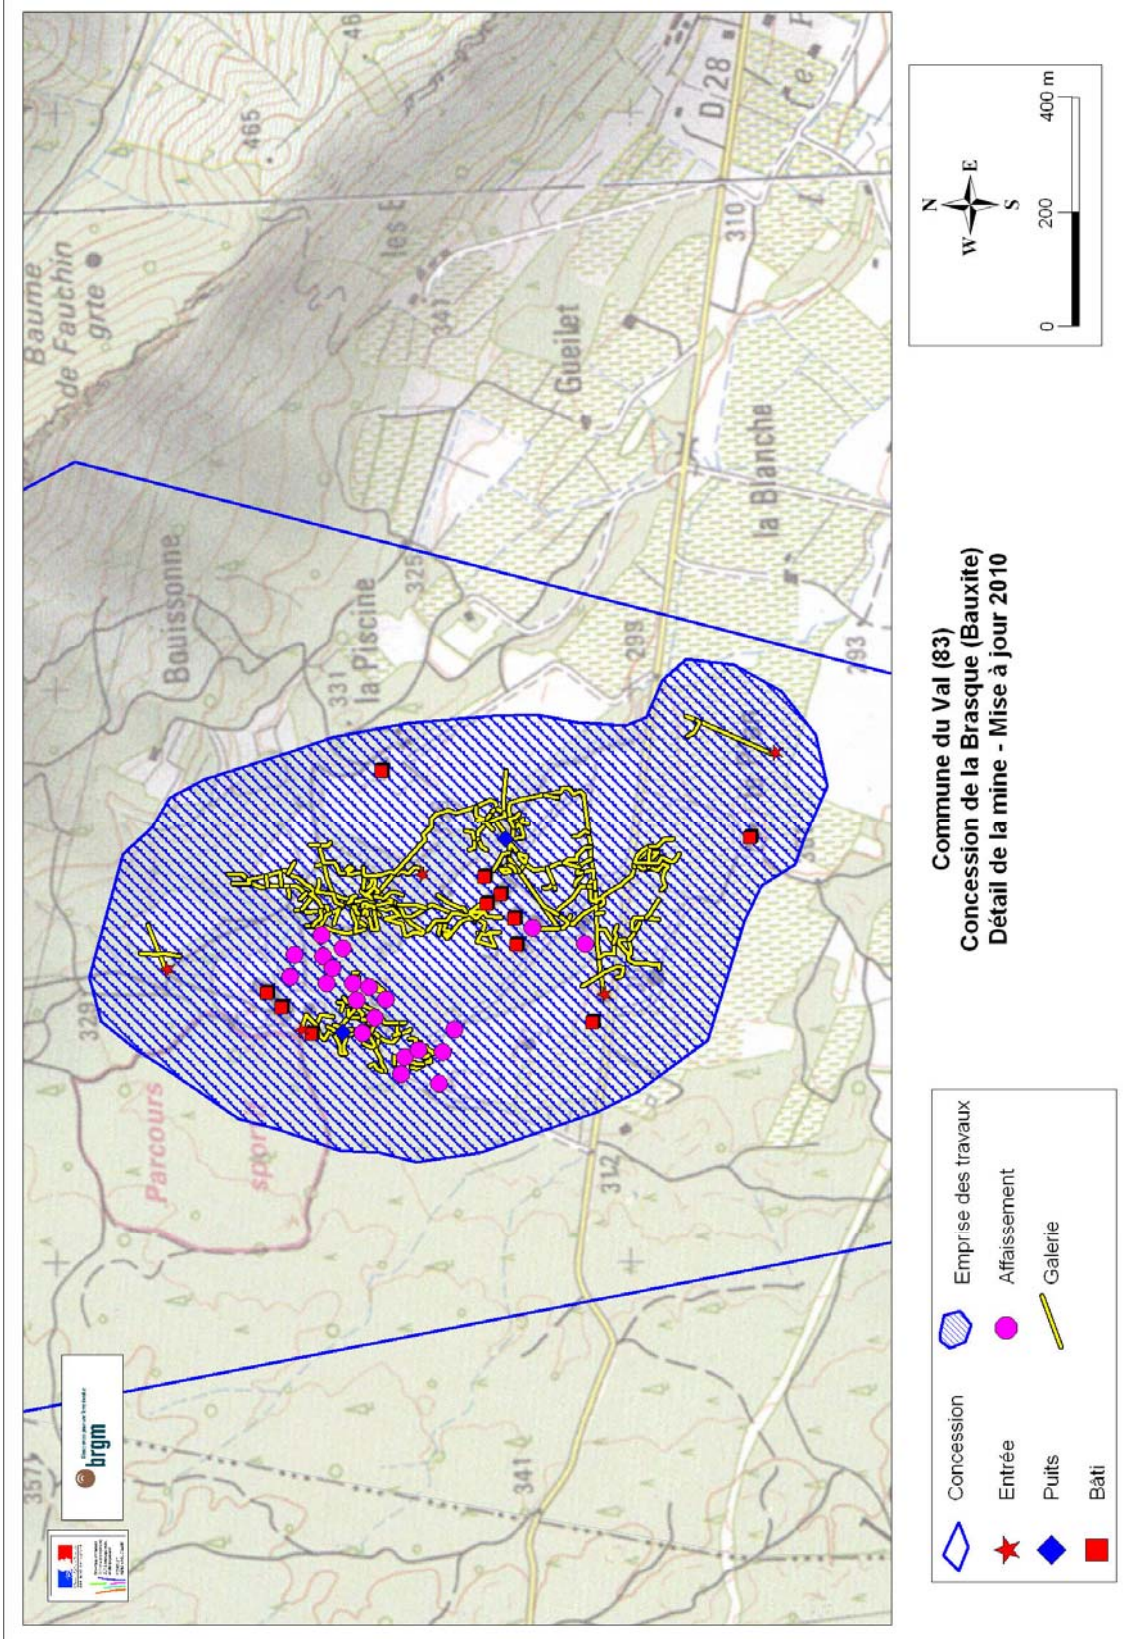 357
341
312
Parcours
sportif
329
331
la Piscine
325
Bouissonne
299
293
Baume
de Fauchin
grte
465
46
les B
341
Gueilet
la Blanche
310
D 28
brgm
Commune du Val (83)
Concession de la Brasque (Bauxite)
Détail de la mine - Mise à jour 2010
Concession
Entrée
Puits
Bâti
Emprise des travaux
Affaissement
Galerie
N
W
E
S
0
200
400 m